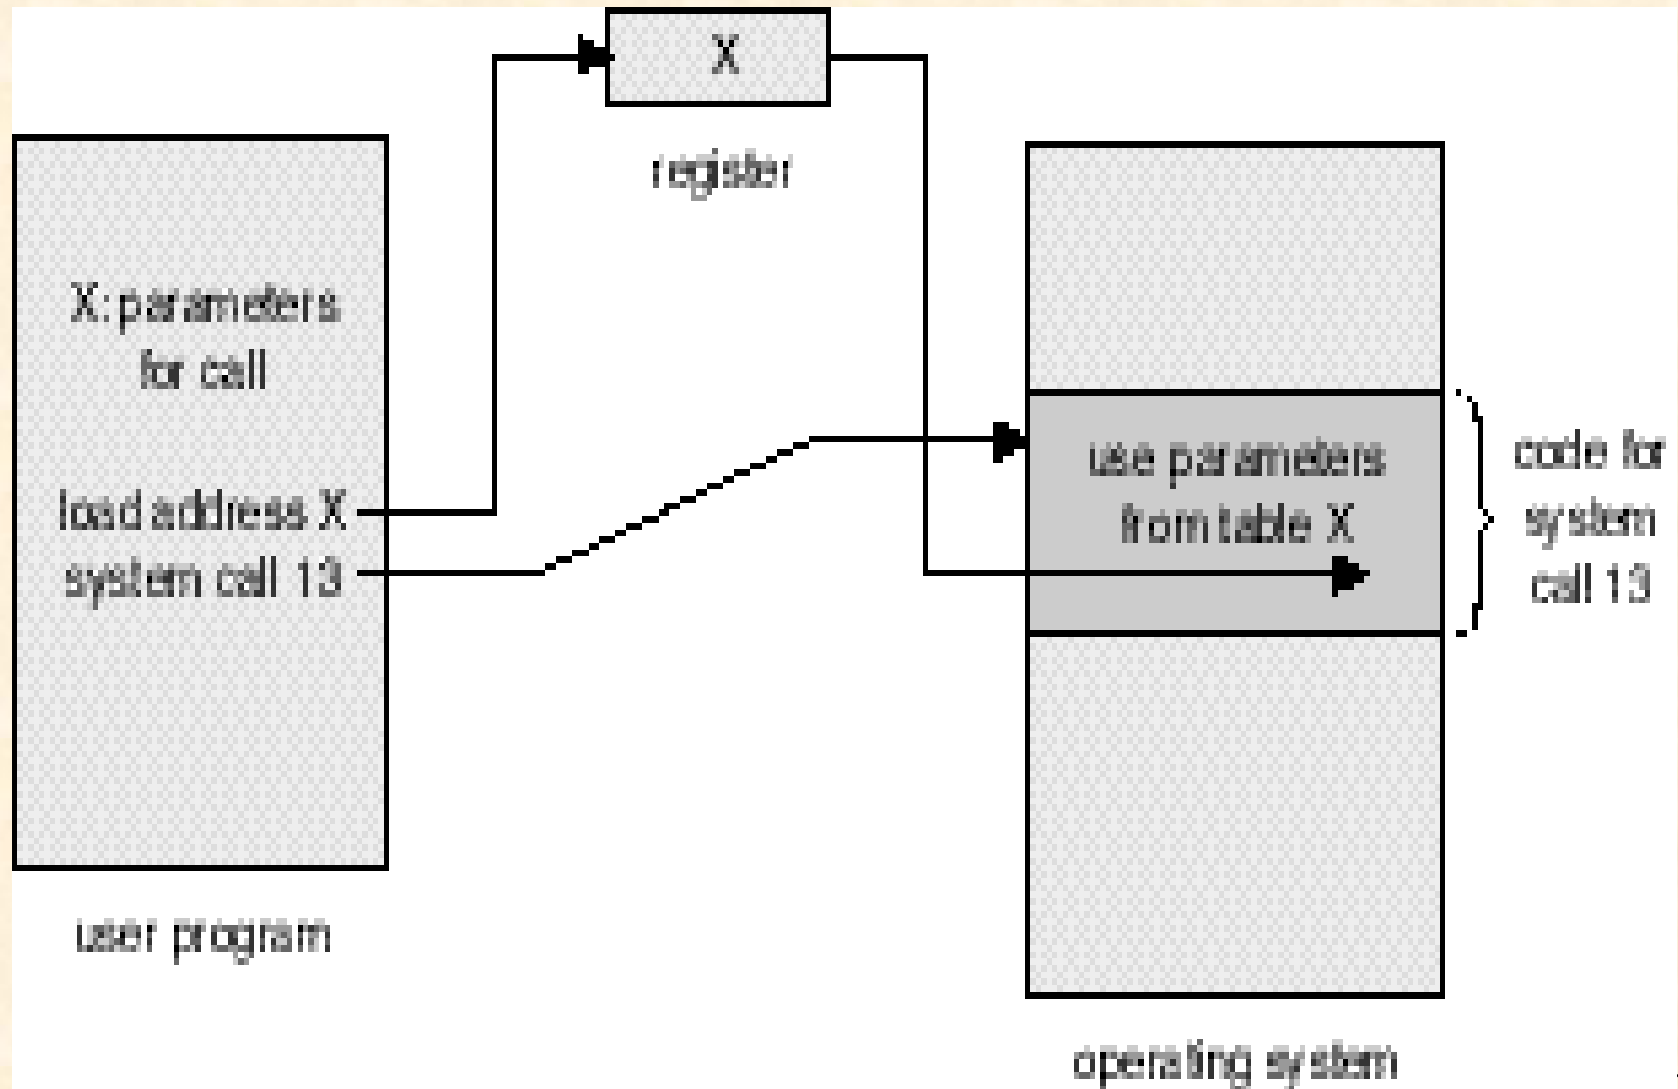 X
register
X: parameters
for call
load address X
system call 13
user program
use parameters
from table X
code for
system
call 13
operating system